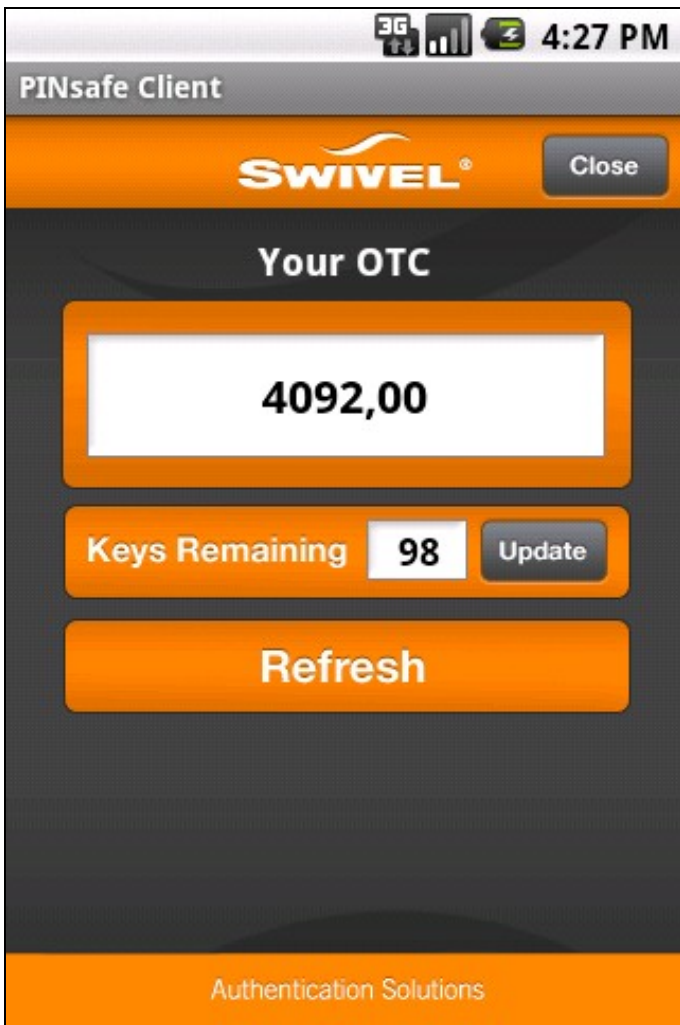 3G 4:27 PM
PINsafe Client
SWIVEL® Close
Your OTC
4092,00
Keys Remaining 98 Update
Refresh
Authentication Solutions